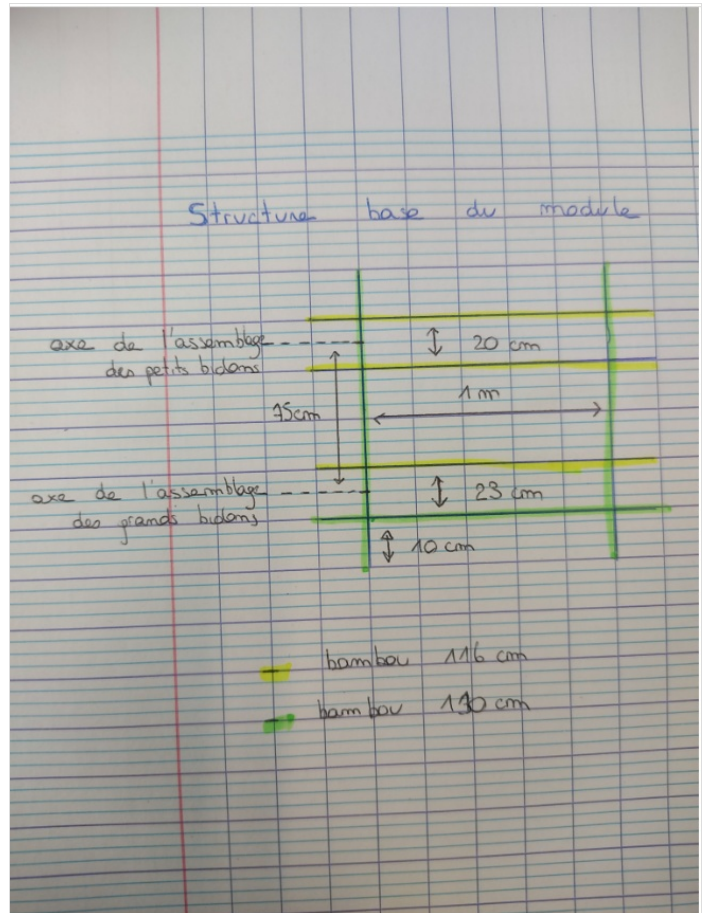 Structure base du module
axe de l'assemblage
des petits bidons
20 cm
1 m
75cm
axe de l'assemblage
des grands bidons
23 cm
10 cm
bambou 116 cm
bambou 130 cm